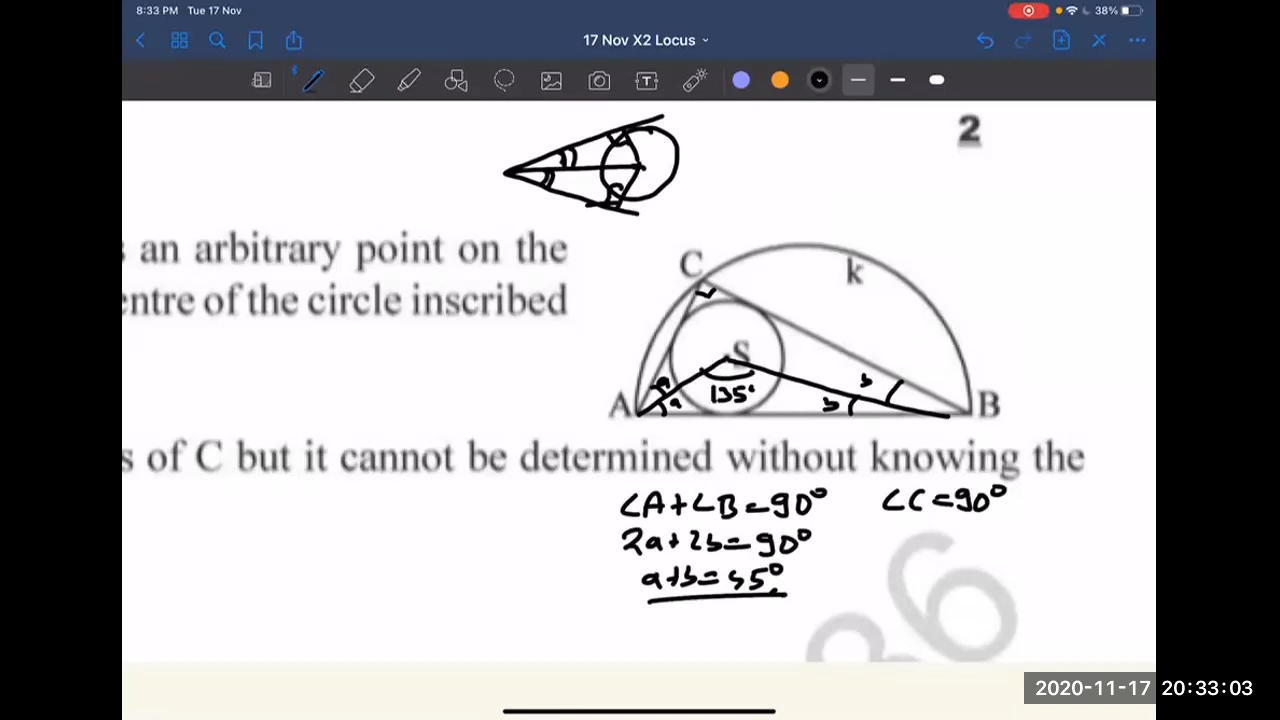 8:33 PM Tue 17 Nov
38%
17 Nov X2 Locus
2
an arbitrary point on the
entre of the circle inscribed
C
k
S
135°
a
a
b
b
A
B
s of C but it cannot be determined without knowing the
∠A+∠B=90° ∠C=90°
2a+2b=90°
a+b=45°
36
2020-11-17 20:33:03